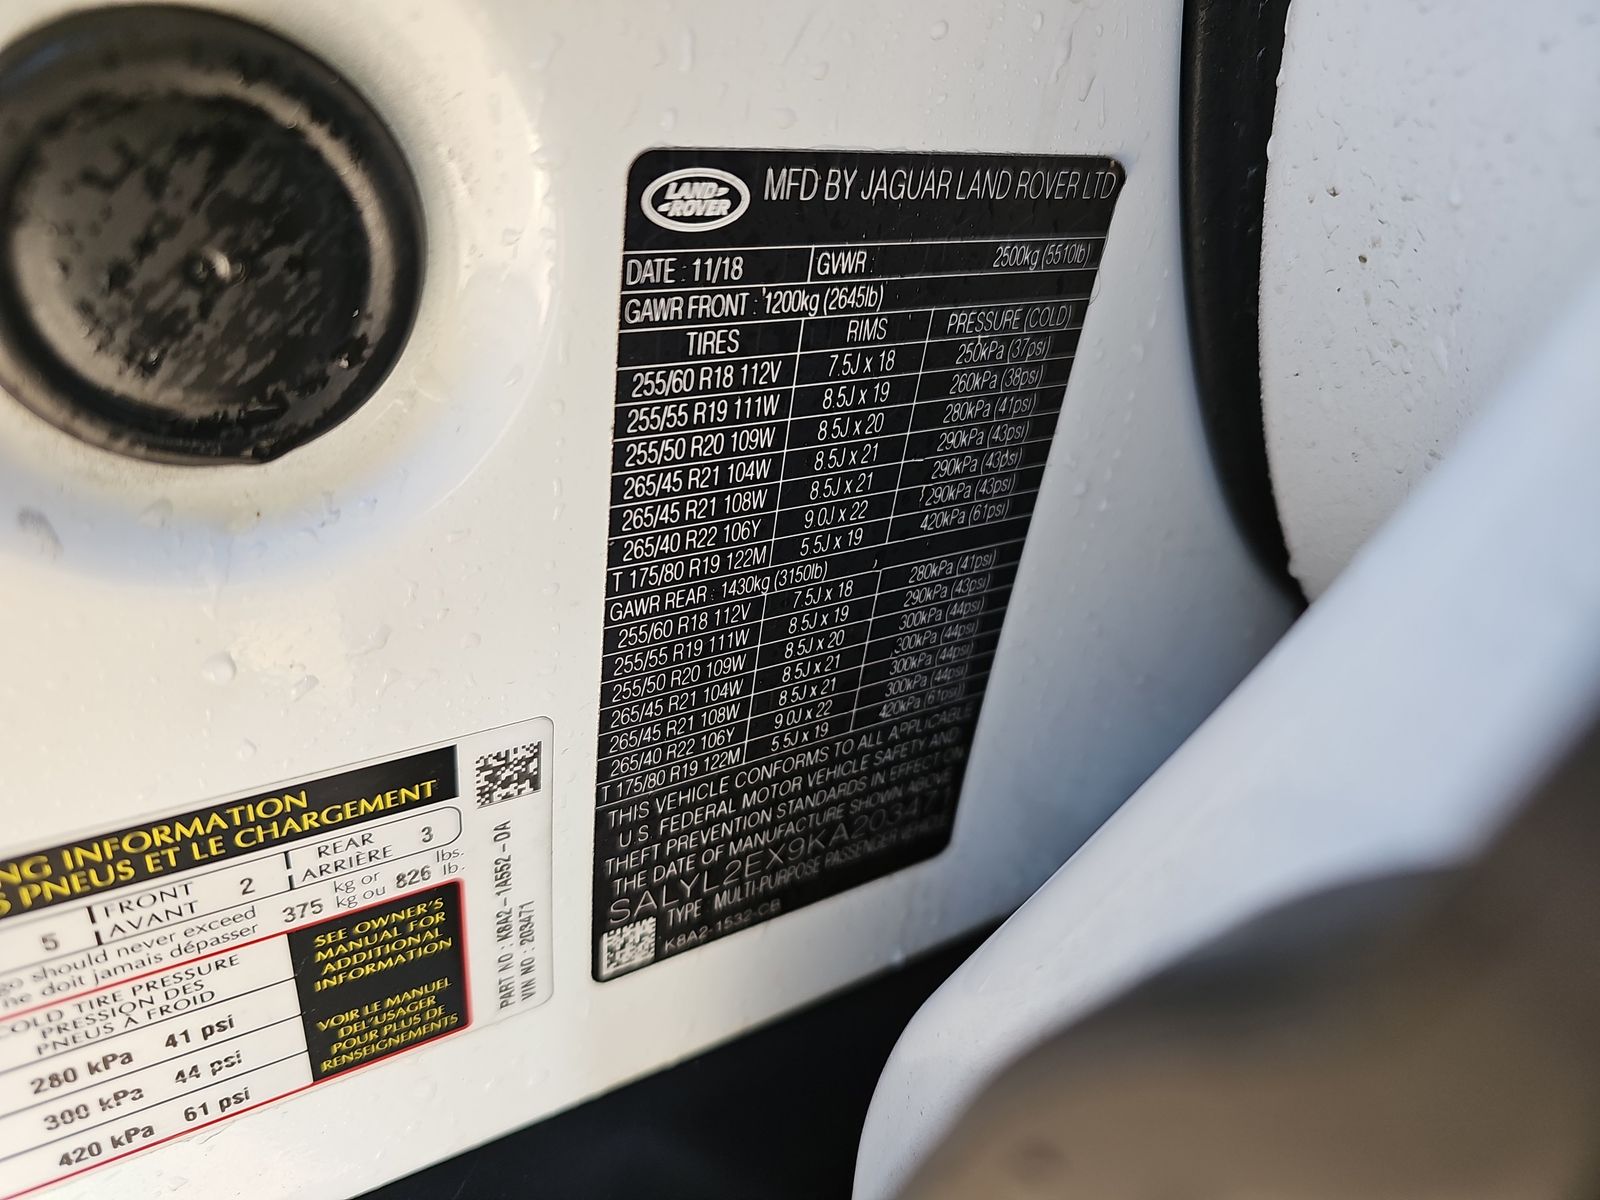 LAND ROVER
MFD BY JAGUAR LAND ROVER LTD
DATE : 11/18 GVWR : 2500kg (5510lb)
GAWR FRONT : 1200kg (2645lb)
TIRES RIMS PRESSURE (COLD)
255/60 R18 112V 7.5J x 18 250kPa (37psi)
255/55 R19 111W 8.5J x 19 260kPa (38psi)
255/50 R20 109W 8.5J x 20 280kPa (41psi)
265/45 R21 104W 8.5J x 21 290kPa (43psi)
265/45 R21 108W 8.5J x 21 290kPa (43psi)
265/40 R22 106Y 9.0J x 22 290kPa (43psi)
T 175/80 R19 122M 5.5J x 19 420kPa (61psi)
GAWR REAR : 1430kg (3150lb)
255/60 R18 112V 7.5J x 18 280kPa (41psi)
255/55 R19 111W 8.5J x 19 290kPa (43psi)
255/50 R20 109W 8.5J x 20 300kPa (44psi)
265/45 R21 104W 8.5J x 21 300kPa (44psi)
265/45 R21 108W 8.5J x 21 300kPa (44psi)
265/40 R22 106Y 9.0J x 22 300kPa (44psi)
T 175/80 R19 122M 5.5J x 19 420kPa (61psi)
THIS VEHICLE CONFORMS TO ALL APPLICABLE
U.S. FEDERAL MOTOR VEHICLE SAFETY AND
THEFT PREVENTION STANDARDS IN EFFECT ON
THE DATE OF MANUFACTURE SHOWN ABOVE
SALYL2EX9KA203471
TYPE : MULTI-PURPOSE PASSENGER VEHICLE
K8A2-1532-CB
NG INFORMATION
S PNEUS ET LE CHARGEMENT
5 FRONT AVANT 2 REAR ARRIÈRE 3
go should never exceed
ne doit jamais dépasser
375 kg or kg ou 826 lbs. lb.
COLD TIRE PRESSURE
PRESSION DES
PNEUS À FROID
280 kPa 41 psi
300 kPa 44 psi
420 kPa 61 psi
SEE OWNER'S
MANUAL FOR
ADDITIONAL
INFORMATION
VOIR LE MANUEL
DEL'USAGER
POUR PLUS DE
RENSEIGNEMENTS
PART NO : K8A2-1A552-DA
VIN NO : 203471